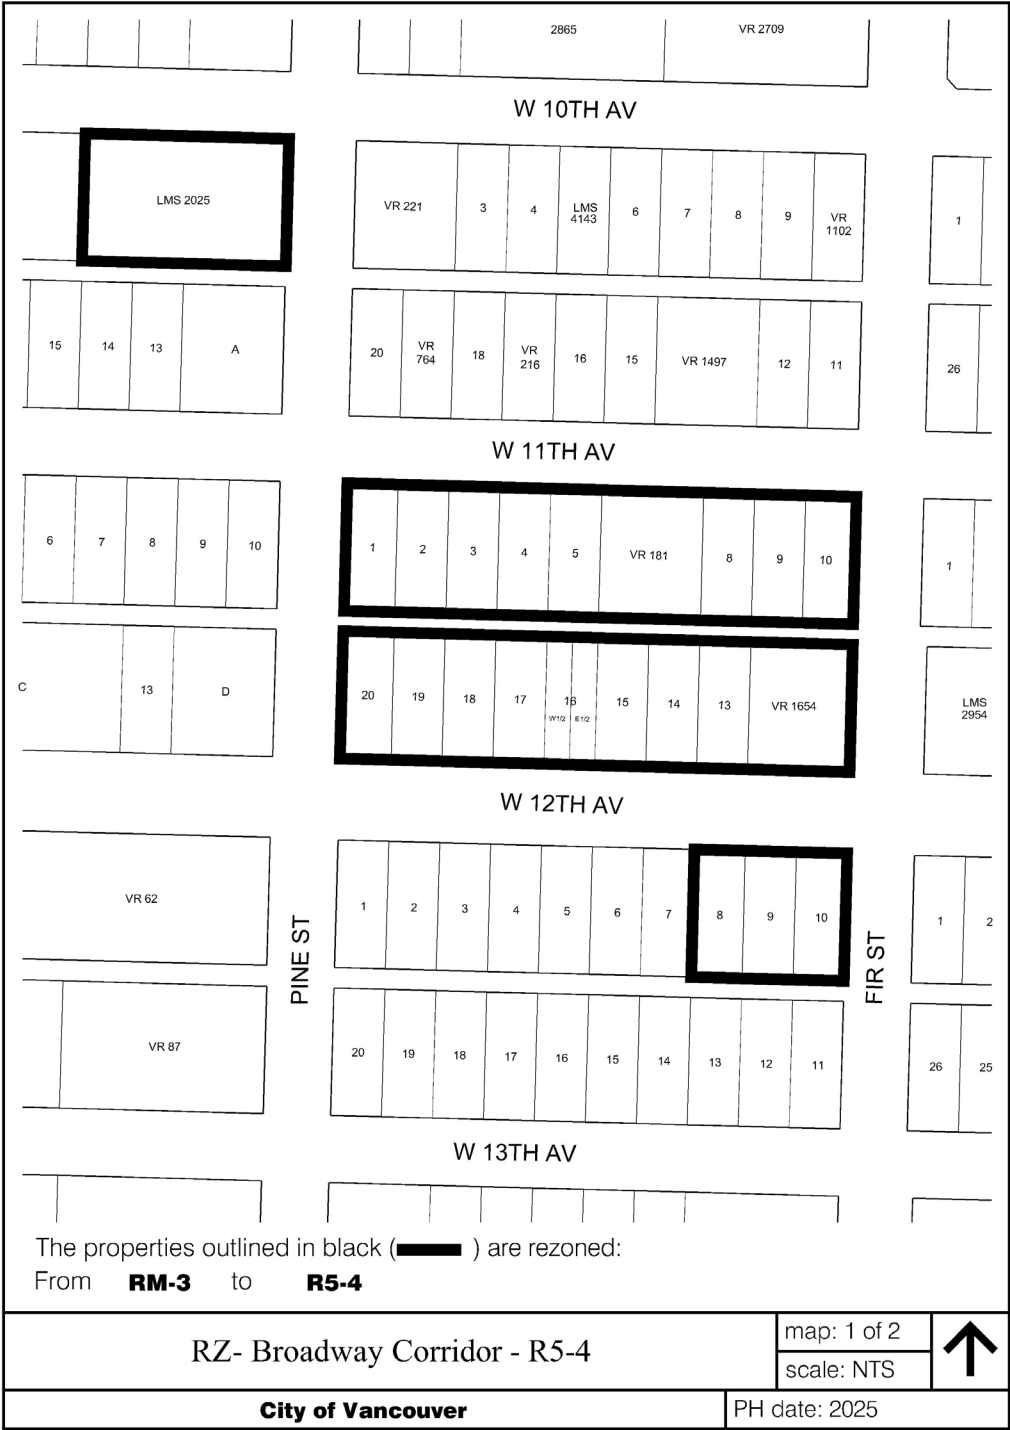 2865 VR 2709
W 10TH AV
LMS 2025
VR 221 3 4 LMS 4143 6 7 8 9 VR 1102 1
15 14 13 A 20 VR 764 18 VR 216 16 15 VR 1497 12 11 26
W 11TH AV
6 7 8 9 10 1 2 3 4 5 VR 181 8 9 10 1
C 13 D 20 19 18 17 16 W1/2 E1/2 15 14 13 VR 1654 LMS 2954
W 12TH AV
VR 62 1 2 3 4 5 6 7 8 9 10 1 2
PINE ST
FIR ST
VR 87 20 19 18 17 16 15 14 13 12 11 26 25
W 13TH AV
The properties outlined in black ( ) are rezoned:
From RM-3 to R5-4
RZ- Broadway Corridor - R5-4
map: 1 of 2
scale: NTS
City of Vancouver
PH date: 2025